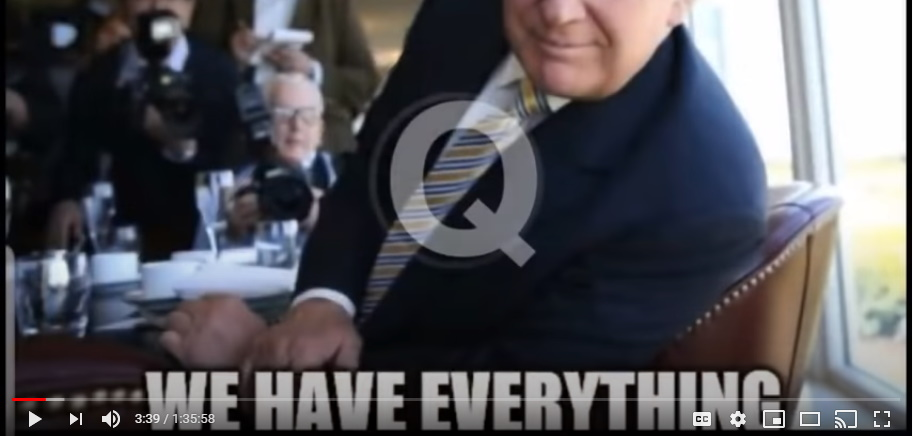 Q
WE HAVE EVERYTHING
3:39 / 1:35:58
CC